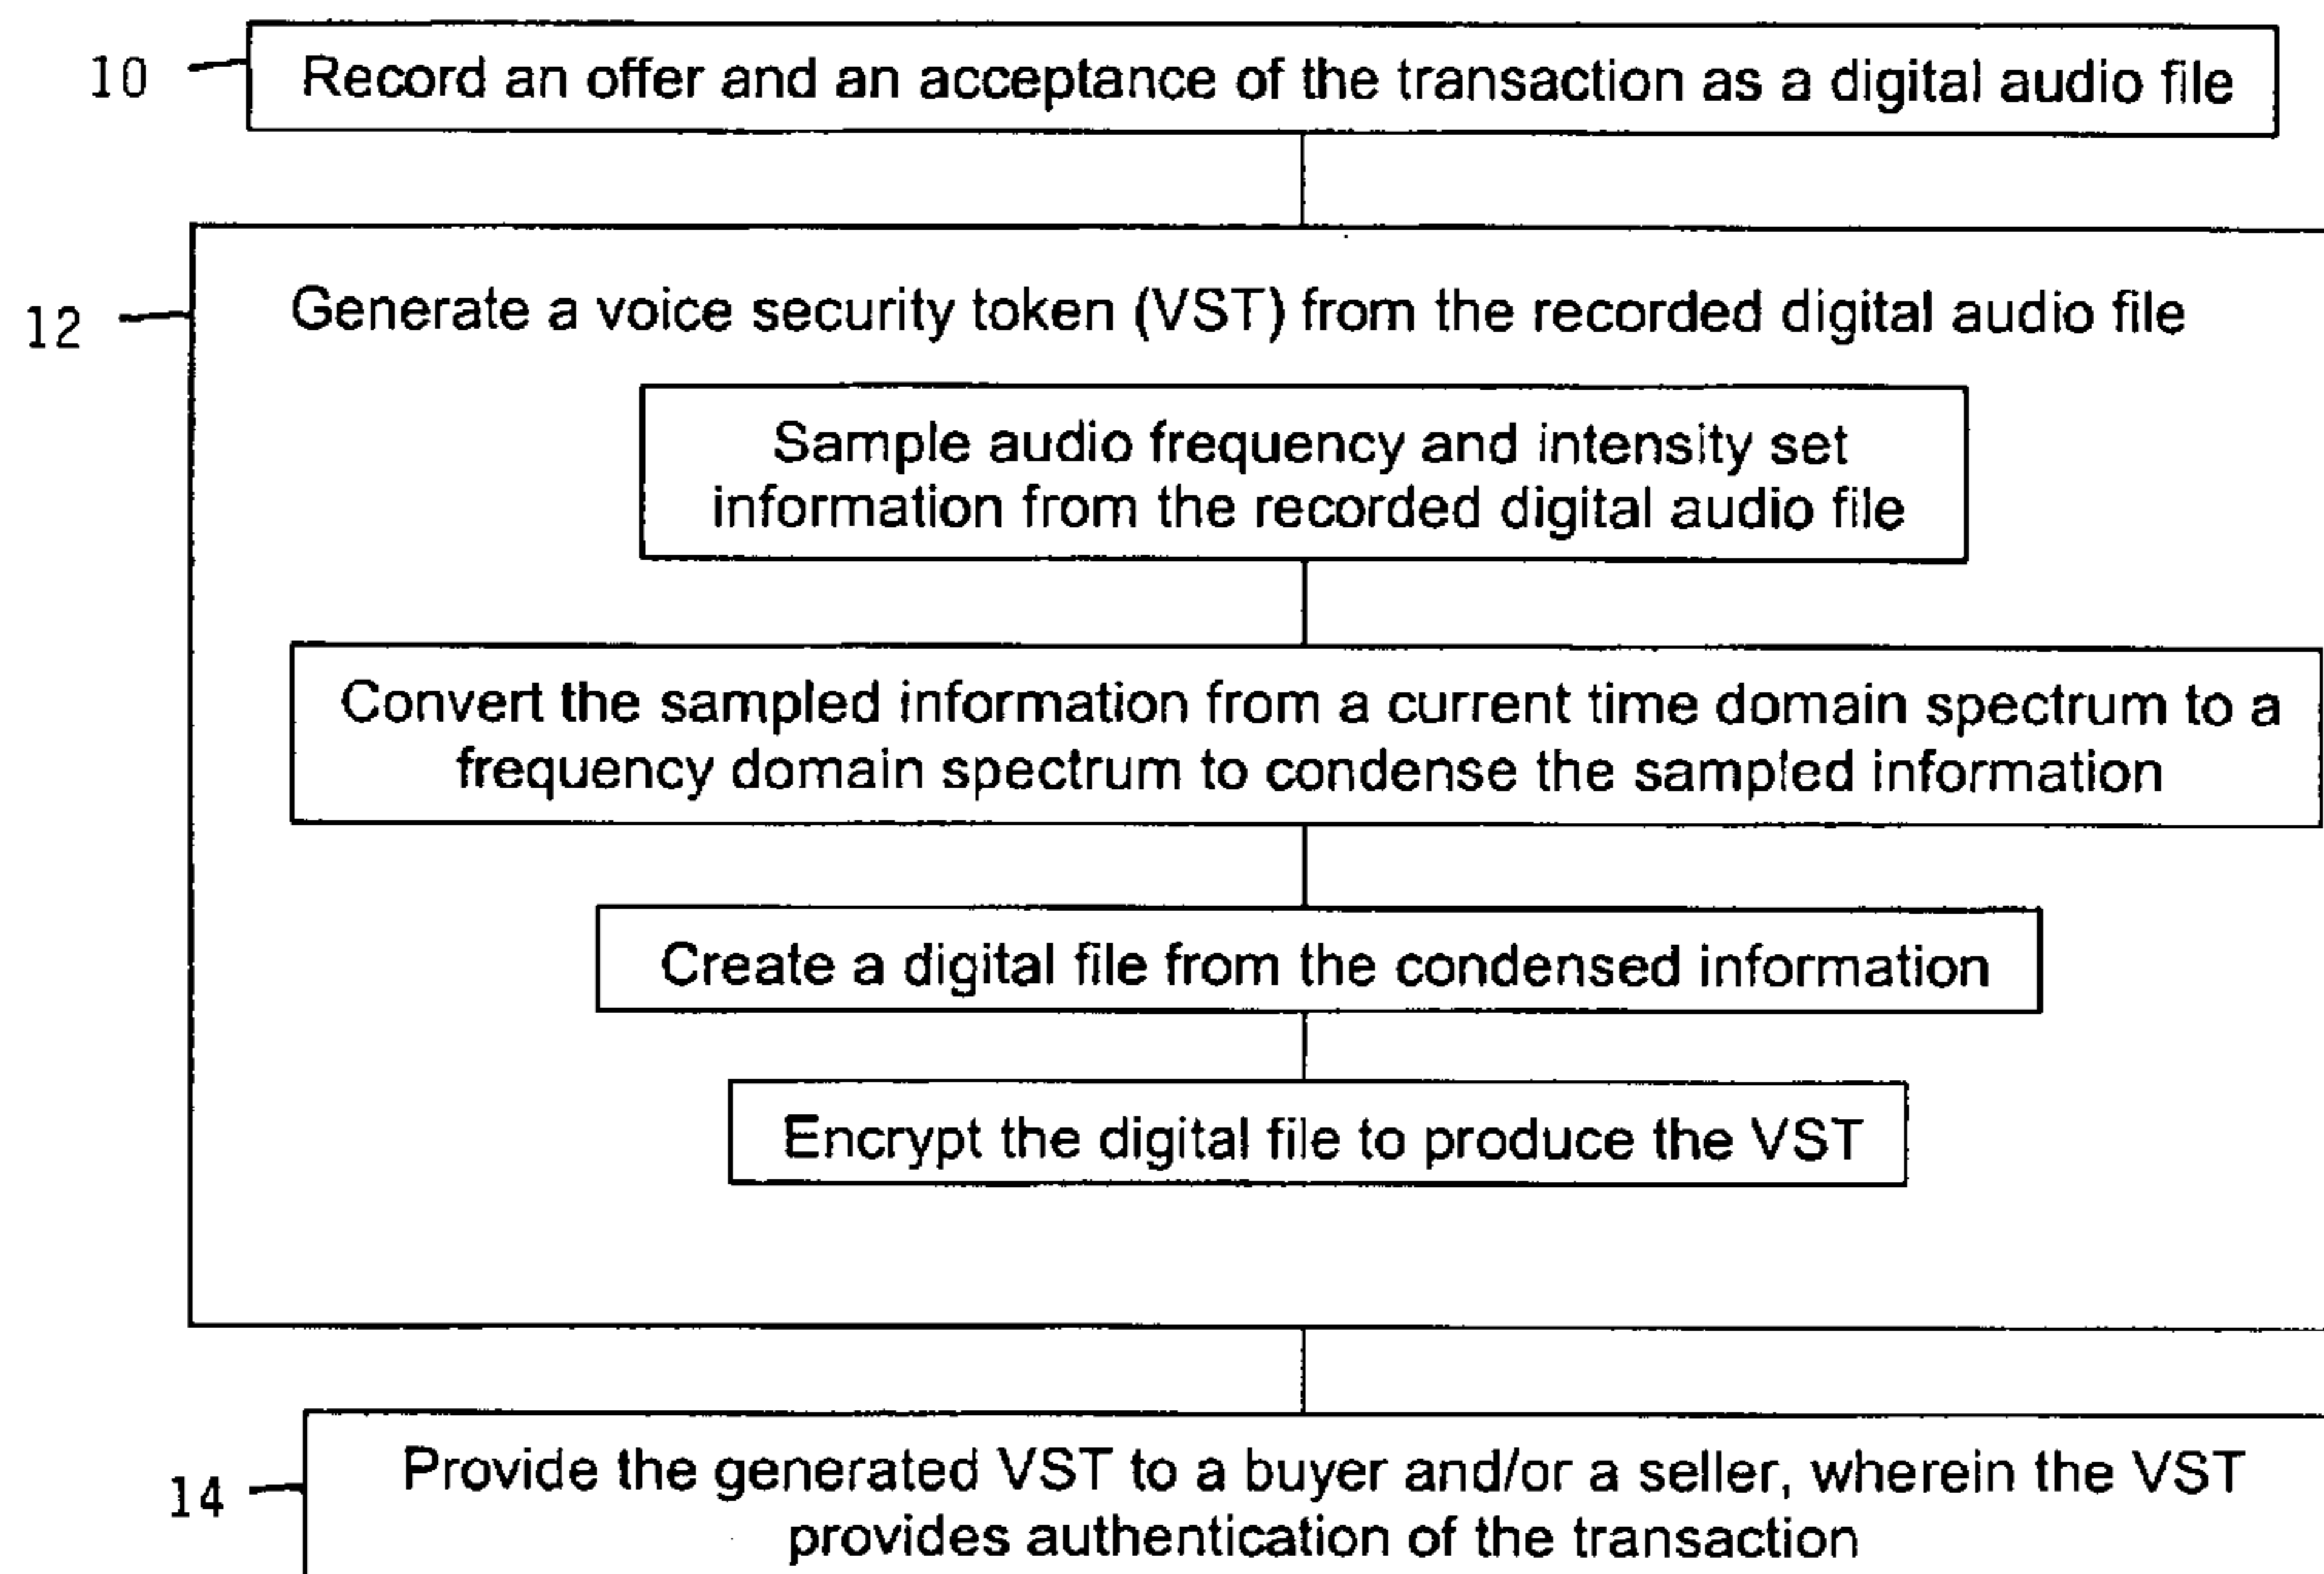 10 Record an offer and an acceptance of the transaction as a digital audio file
12 Generate a voice security token (VST) from the recorded digital audio file
Sample audio frequency and intensity set
information from the recorded digital audio file
Convert the sampled information from a current time domain spectrum to a
frequency domain spectrum to condense the sampled information
Create a digital file from the condensed information
Encrypt the digital file to produce the VST
14 Provide the generated VST to a buyer and/or a seller, wherein the VST
provides authentication of the transaction